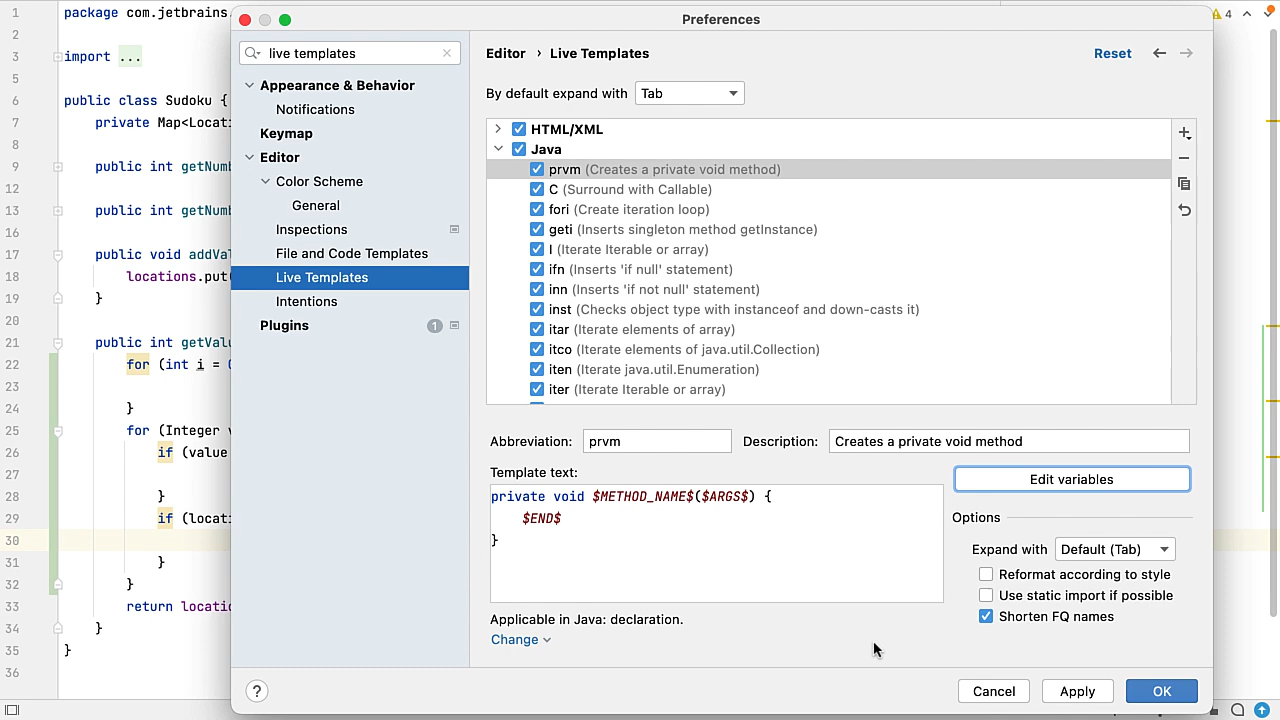 Preferences
live templates
Appearance & Behavior
Notifications
Keymap
Editor
Color Scheme
General
Inspections
File and Code Templates
Live Templates
Intentions
Plugins 1
Editor › Live Templates
Reset
By default expand with Tab
HTML/XML
Java
prvm (Creates a private void method)
C (Surround with Callable)
fori (Create iteration loop)
geti (Inserts singleton method getInstance)
I (Iterate Iterable or array)
ifn (Inserts 'if null' statement)
inn (Inserts 'if not null' statement)
inst (Checks object type with instanceof and down-casts it)
itar (Iterate elements of array)
itco (Iterate elements of java.util.Collection)
iten (Iterate java.util.Enumeration)
iter (Iterate Iterable or array)
Abbreviation: prvm Description: Creates a private void method
Template text:
private void $METHOD_NAME$($ARGS$) {
$END$
}
Edit variables
Options
Expand with Default (Tab)
Reformat according to style
Use static import if possible
Shorten FQ names
Applicable in Java: declaration.
Change
? Cancel Apply OK
4
1 package com.jetbrains.
2
3 import ...
5
6 public class Sudoku {
7 private Map<Locati
8
9 public int getNumb
12
13 public int getNumb
16
17 public void addVal
18 locations.put(
19 }
20
21 public int getValu
22 for (int i = 0
23
24 }
25 for (Integer v
26 if (value
27
28 }
29 if (locati
30
31 }
32 }
33 return locatio
34 }
35 }
36